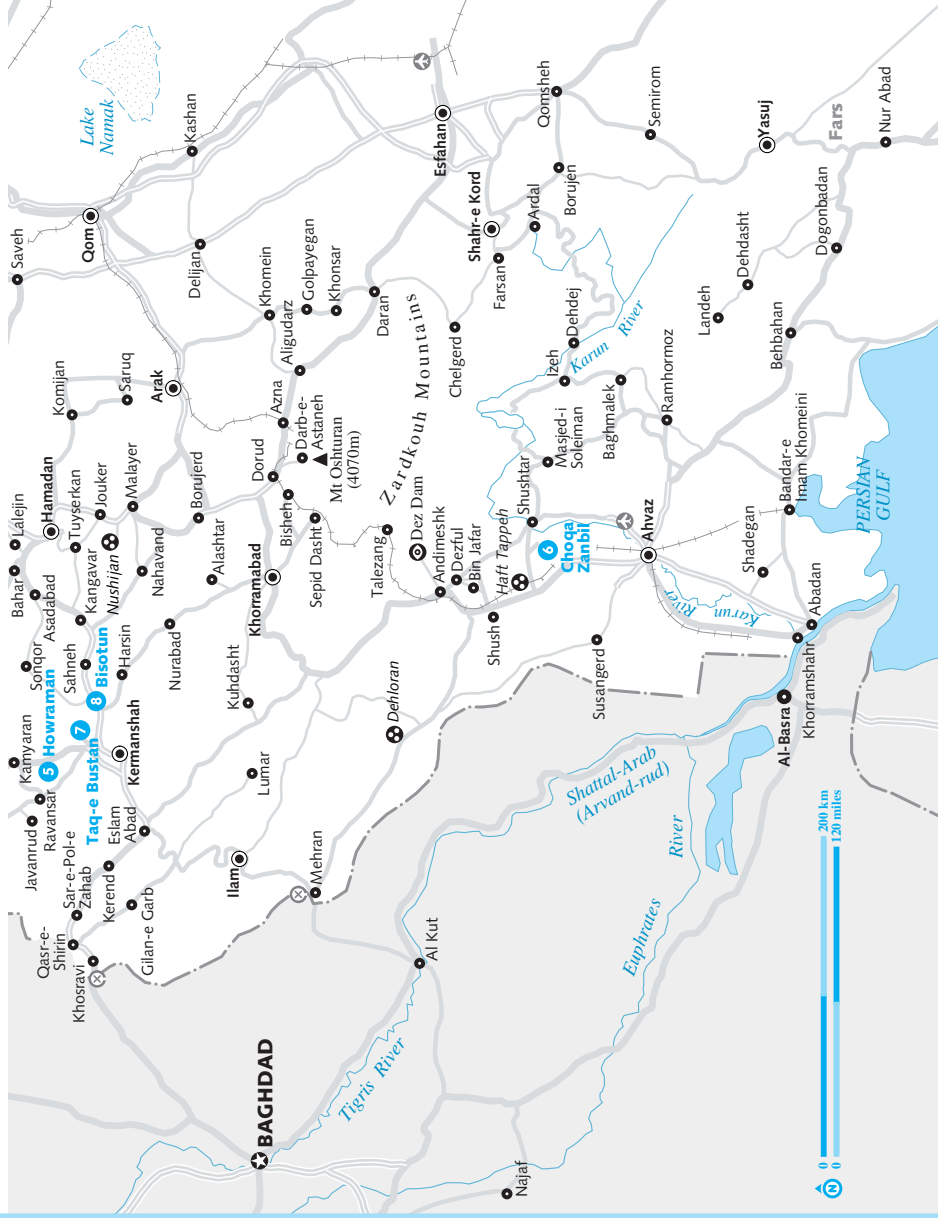 Qasr-e-
Shirin
Khosravi
Sar-e-Pol-e
Zahab
Javanrud
Ravansar
Kamyaran
5 Howraman
Sonqor
Bahar
Lalejin
Saveh
Lake
Namak
Taq-e Bustan
7
8 Bisotun
Sahneh
Asadabad
Hamadan
Komijan
Qom
Kerend
Eslam
Abad
Gilan-e Garb
Kermanshah
Harsin
Kangavar
Nushijan
Tuyserkan
Jouker
Malayer
Saruq
Arak
Nahavand
Nurabad
Borujerd
Alashtar
Delijan
Kashan
BAGHDAD
Ilam
Lumar
Kuhdasht
Khorramabad
Bisheh
Dorud
Azna
Aligudarz
Khomein
Golpayegan
Khonsar
Mehran
Sepid Dasht
Darb-e-
Astaneh
Mt Oshturan
(4070m)
Tigris River
Al Kut
Dehloran
Talezang
Zardkouh Mountains
Daran
Esfahan
Dez Dam
Andimeshk
Dezful
Bin Jafar
Chelgerd
Shahr-e Kord
Farsan
Ardal
Borujen
Qomsheh
Najaf
Shush
Haft Tappeh
Shushtar
6
Choqa
Zanbil
Masjed-i
Soleiman
Izeh
Dehdej
Karun
River
Shattal-Arab
(Arvand-rud)
Susangerd
Ahvaz
Baghmalek
Ramhormoz
Semirom
Euphrates
River
Karun
River
Landeh
Dehdasht
Yasuj
Al-Basra
Khorramshahr
Abadan
Shadegan
Bandar-e
Imam Khomeini
Behbahan
Dogonbadan
Fars
Nur Abad
PERSIAN
GULF
N
0
200 km
0
120 miles